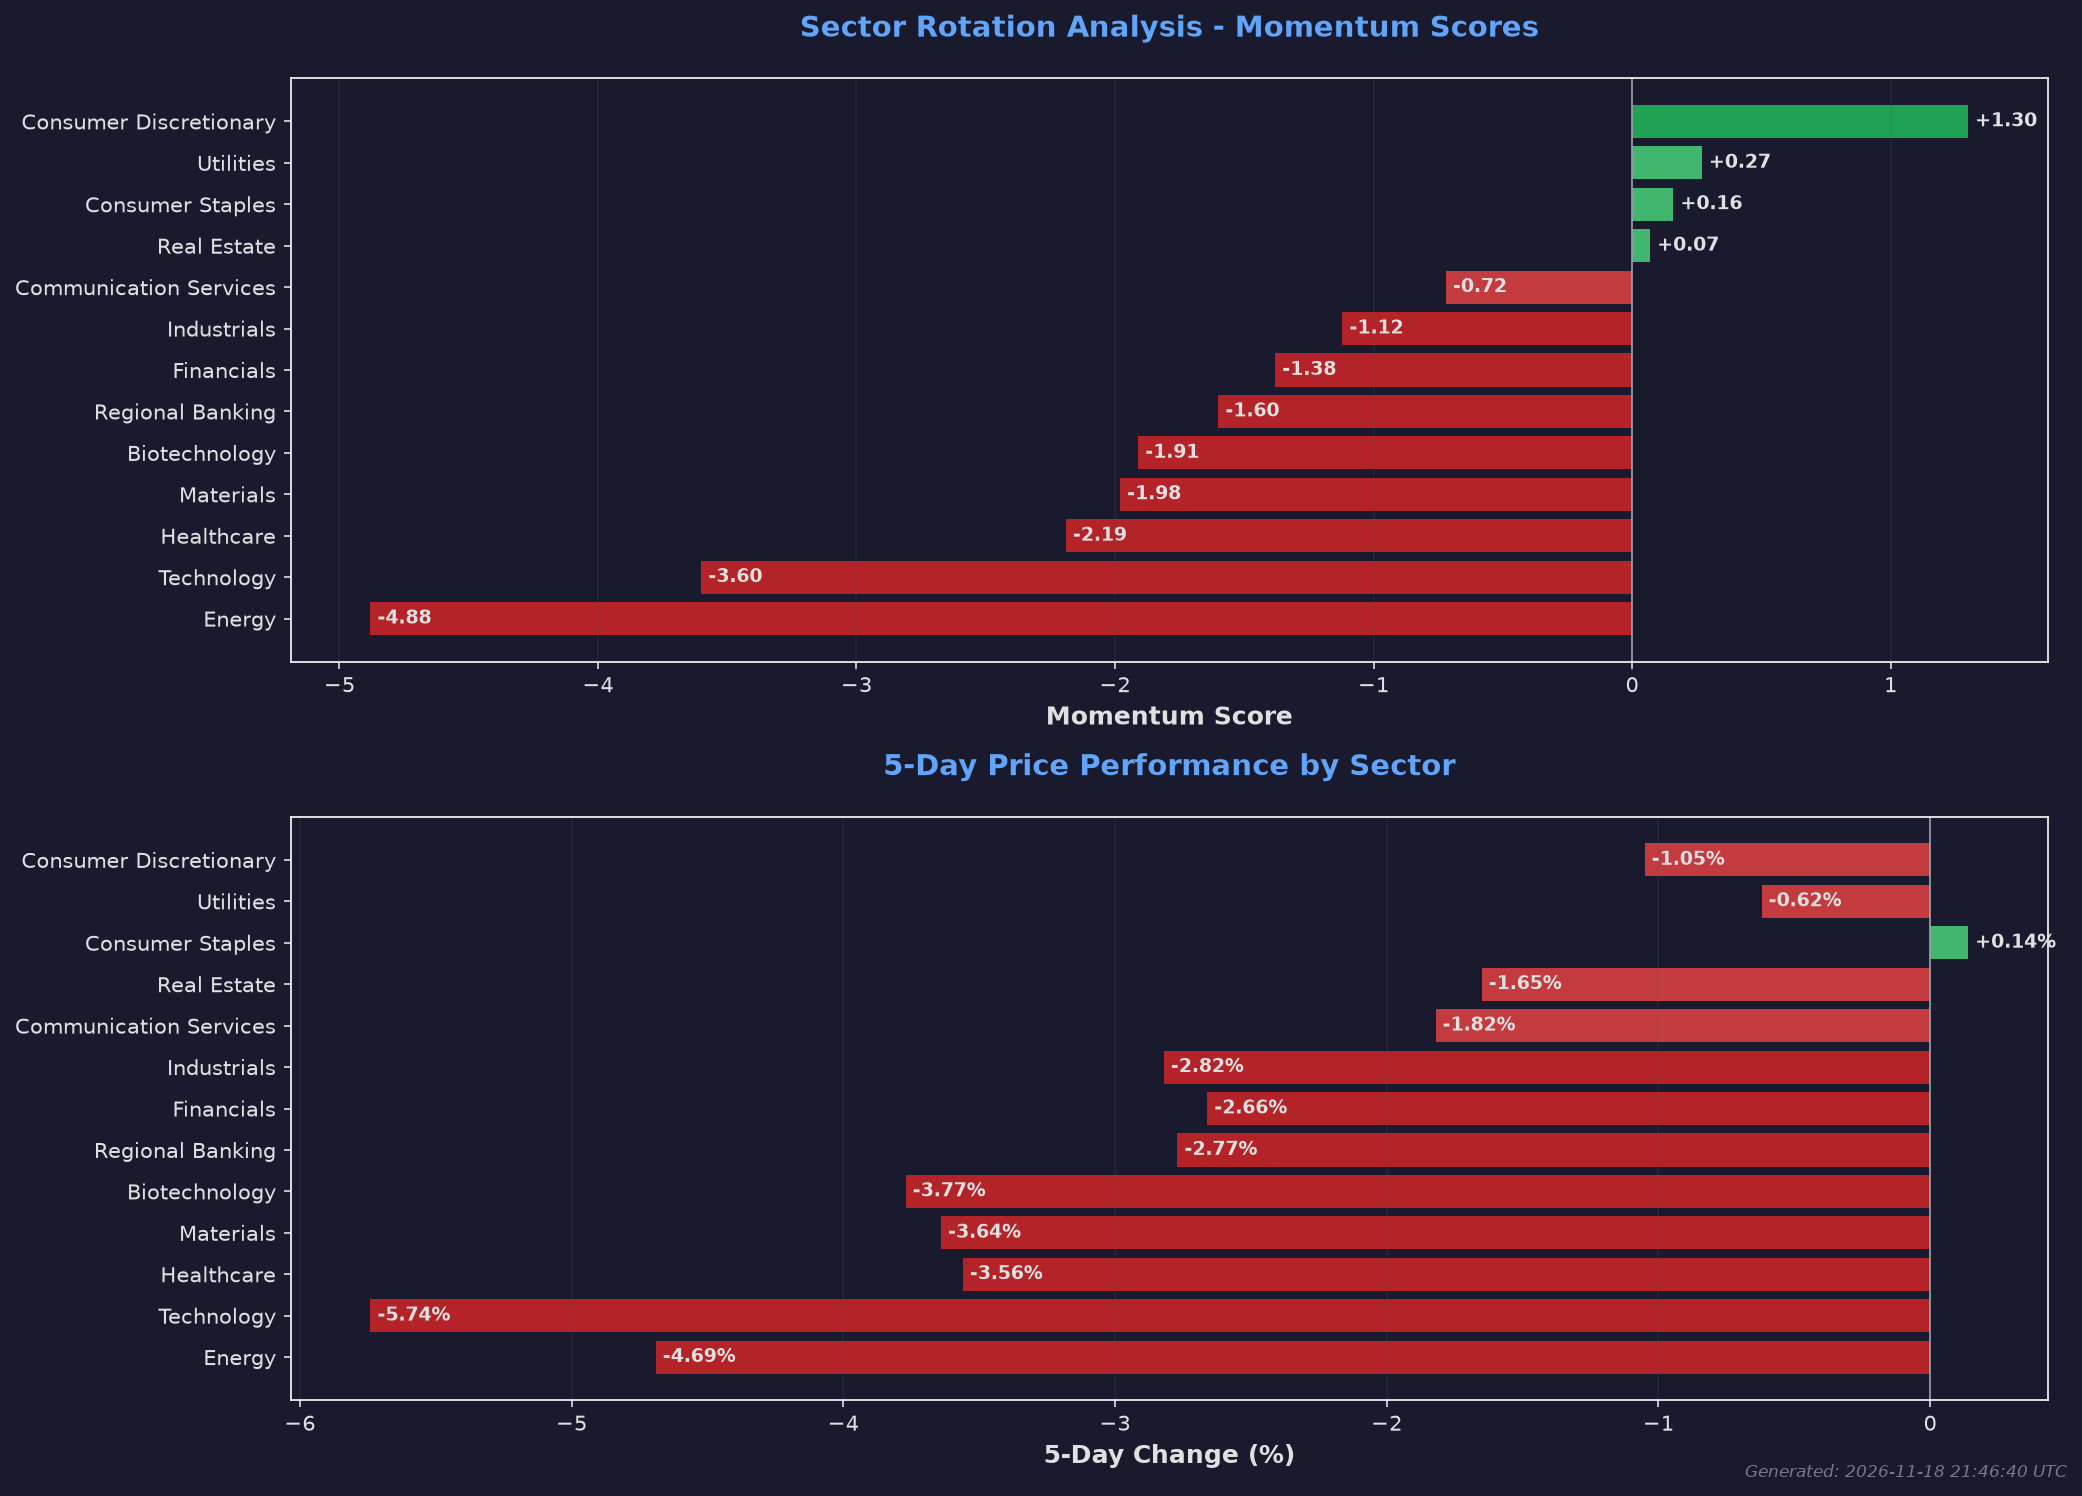 Sector Rotation Analysis - Momentum Scores
Consumer Discretionary +1.30
Utilities +0.27
Consumer Staples +0.16
Real Estate +0.07
Communication Services -0.72
Industrials -1.12
Financials -1.38
Regional Banking -1.60
Biotechnology -1.91
Materials -1.98
Healthcare -2.19
Technology -3.60
Energy -4.88
−5 −4 −3 −2 −1 0 1
Momentum Score
5-Day Price Performance by Sector
Consumer Discretionary -1.05%
Utilities -0.62%
Consumer Staples +0.14%
Real Estate -1.65%
Communication Services -1.82%
Industrials -2.82%
Financials -2.66%
Regional Banking -2.77%
Biotechnology -3.77%
Materials -3.64%
Healthcare -3.56%
Technology -5.74%
Energy -4.69%
−6 −5 −4 −3 −2 −1 0
5-Day Change (%)
Generated: 2026-11-18 21:46:40 UTC